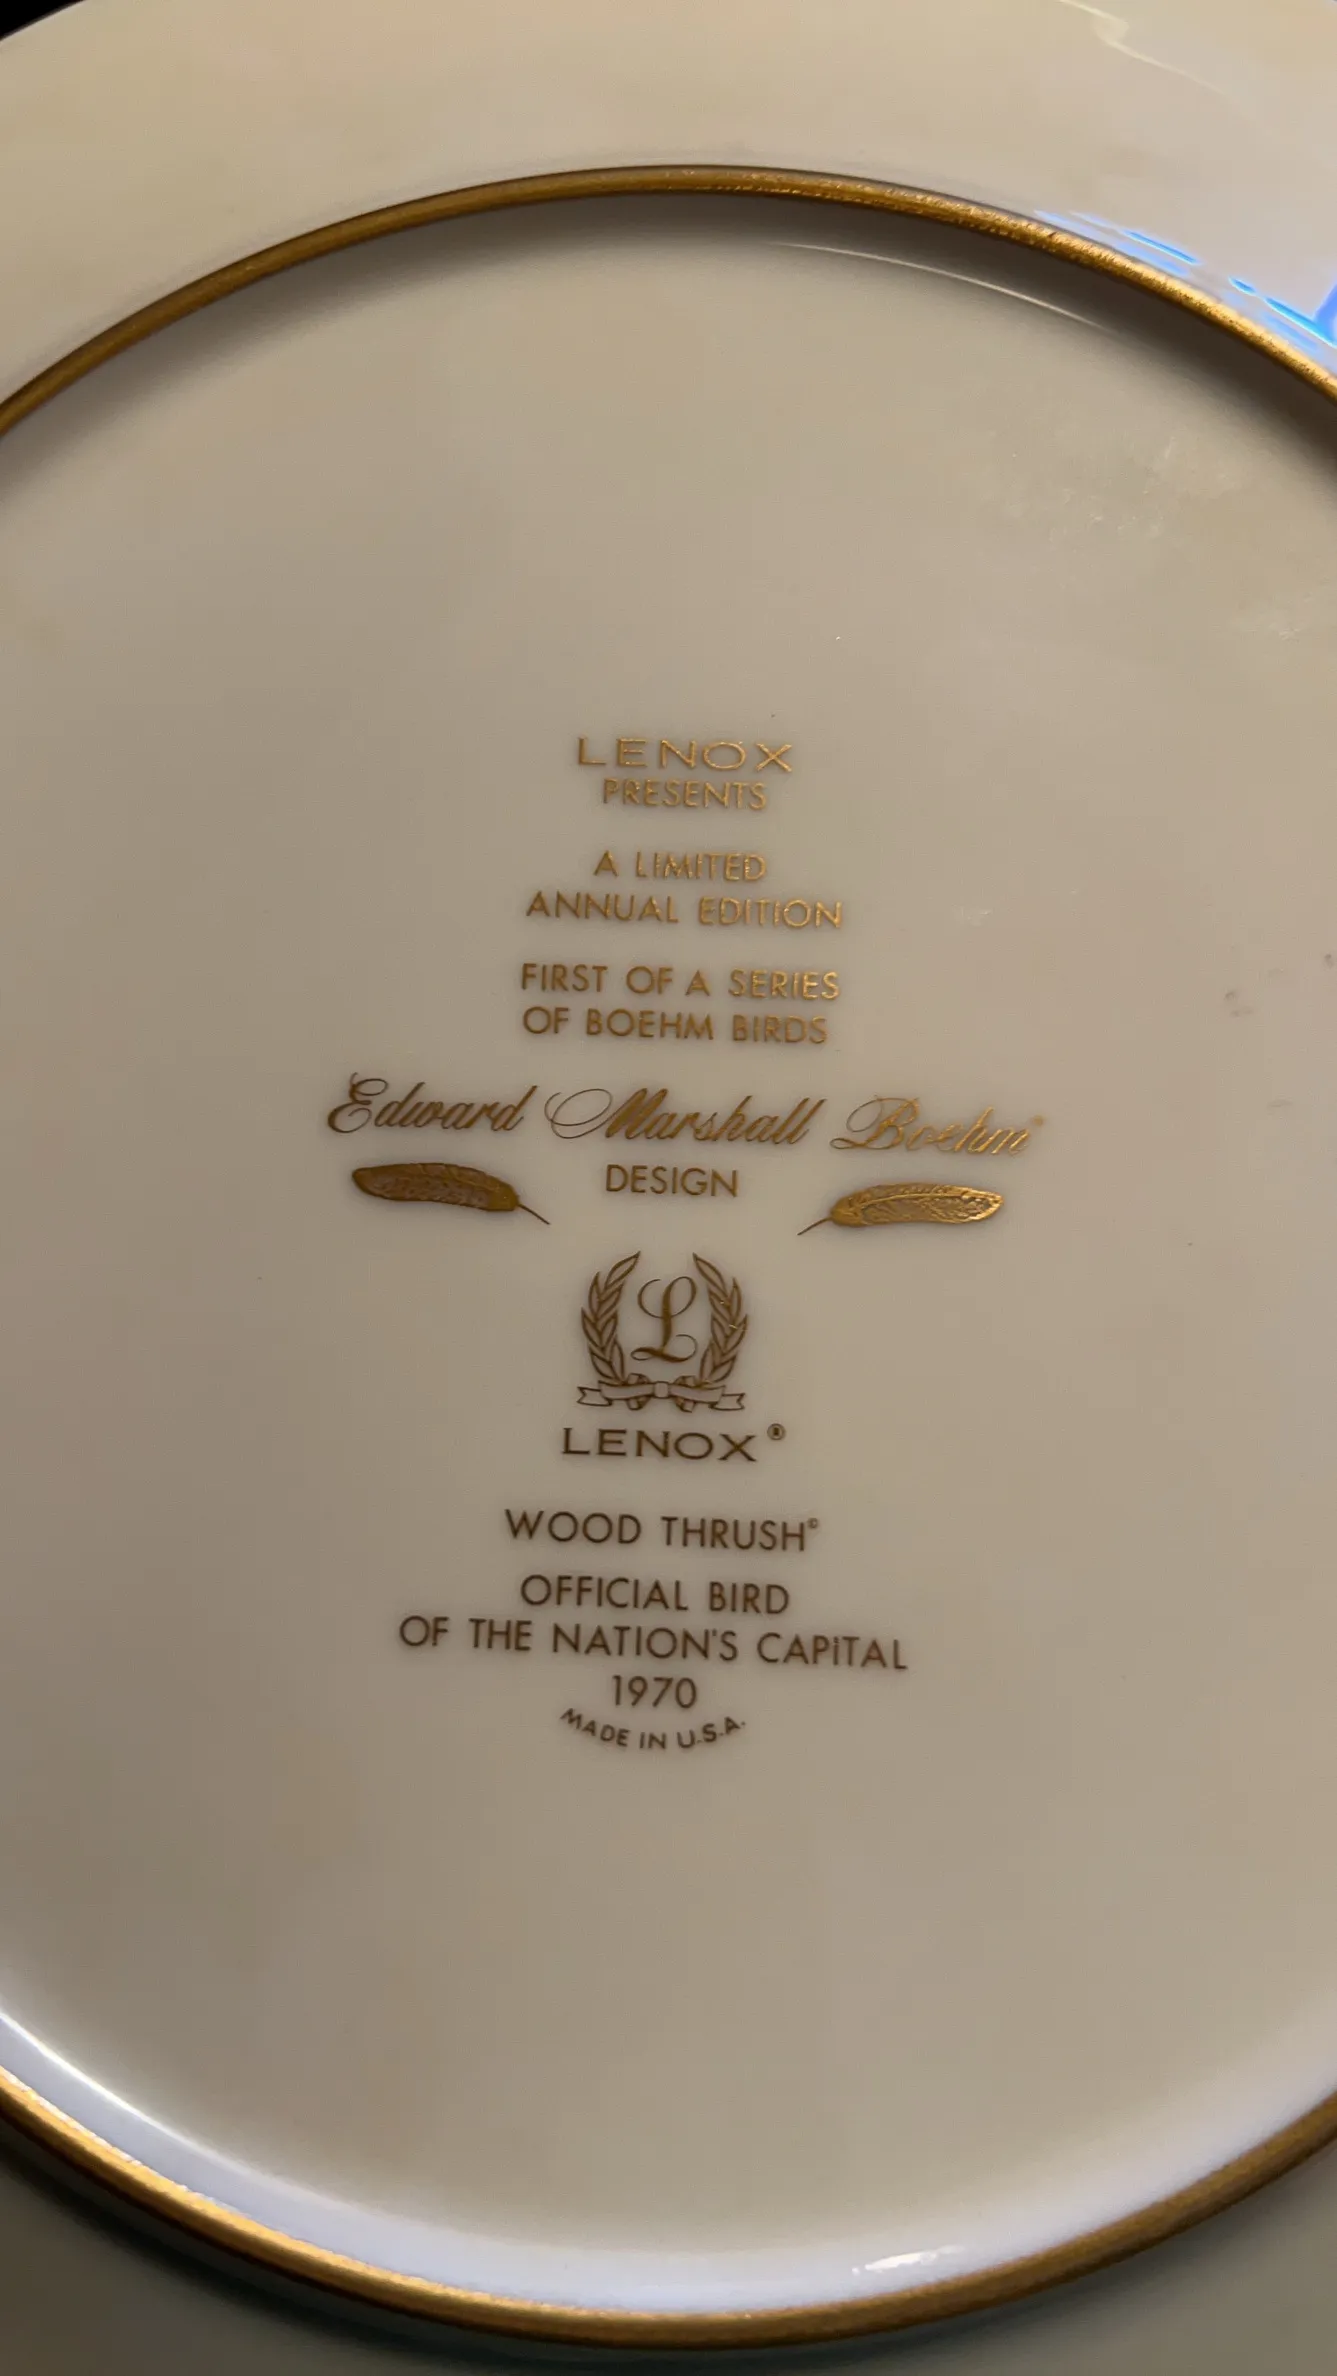 LENOX
PRESENTS
A LIMITED
ANNUAL EDITION
FIRST OF A SERIES
OF BOEHM BIRDS
Edward Marshall Boehm
DESIGN
L
LENOX®
WOOD THRUSH©
OFFICIAL BIRD
OF THE NATION'S CAPITAL
1970
MADE IN U.S.A.